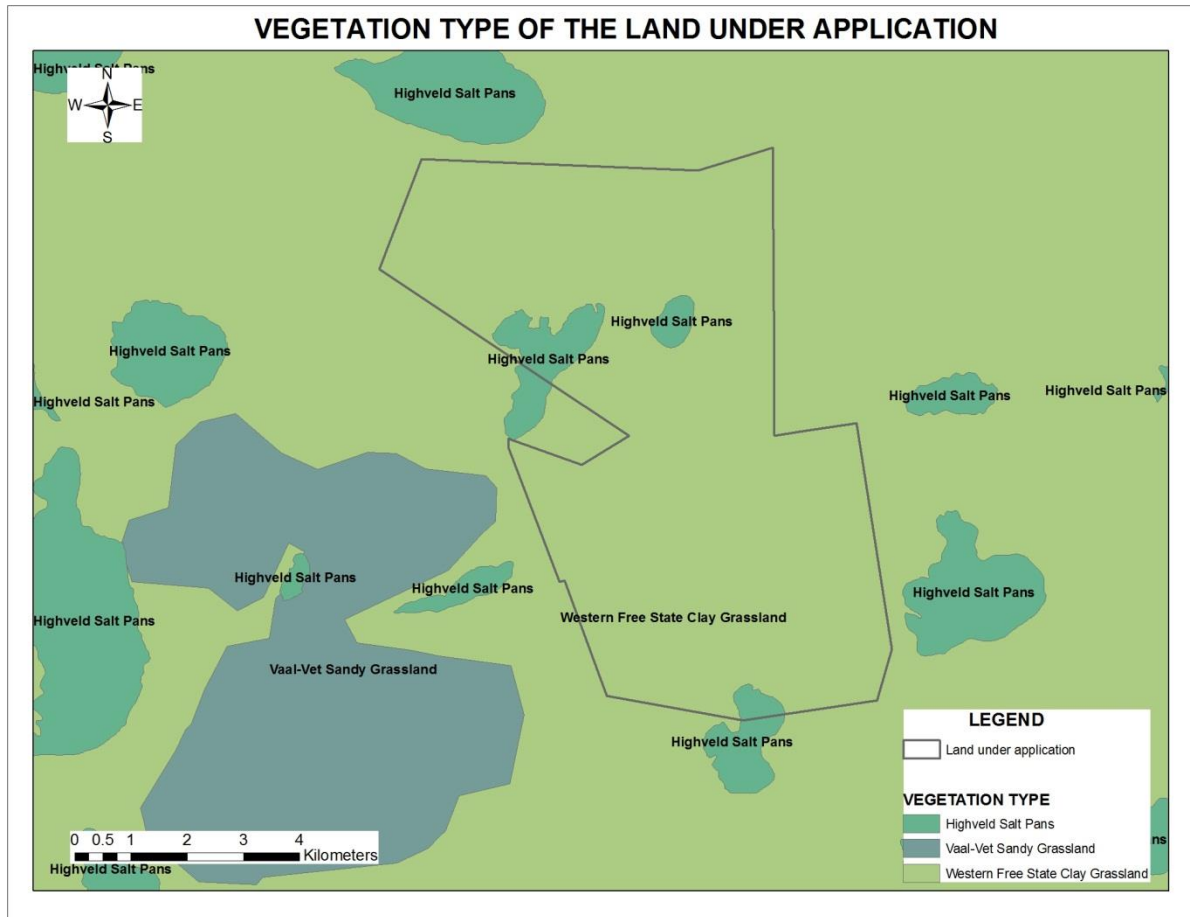 VEGETATION TYPE OF THE LAND UNDER APPLICATION
Highveld Salt Pans
N
W E
S
Highveld Salt Pans
Highveld Salt Pans
Highveld Salt Pans
Highveld Salt Pans
Highveld Salt Pans
Highveld Salt Pans
Highveld Salt Pans
Highveld Salt Pans
Highveld Salt Pans
Highveld Salt Pans
Highveld Salt Pans
Highveld Salt Pans
Western Free State Clay Grassland
Vaal-Vet Sandy Grassland
Highveld Salt Pans
LEGEND
Land under application
VEGETATION TYPE
Highveld Salt Pans
Vaal-Vet Sandy Grassland
Western Free State Clay Grassland
ns
0 0.5 1 2 3 4
Kilometers
Highveld Salt Pans